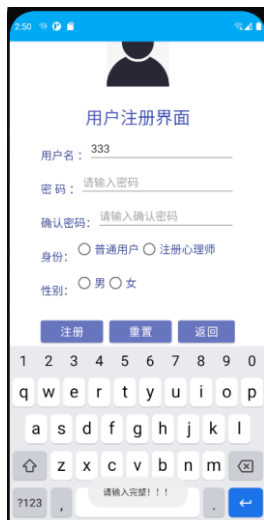 2:50
用户注册界面
用户名： 333
密 码： 请输入密码
确认密码： 请输入确认密码
身份： 普通用户 注册心理师
性别： 男 女
注册 重置 返回
1 2 3 4 5 6 7 8 9 0
q w e r t y u i o p
a s d f g h j k l
z x c v b n m
请输入完整！！！
?123 , .